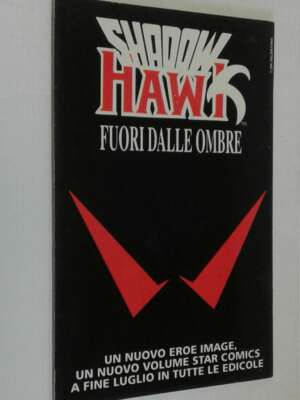 SHADOW
HAWK
FUORI DALLE OMBRE
UN NUOVO EROE IMAGE,
UN NUOVO VOLUME STAR COMICS
A FINE LUGLIO IN TUTTE LE EDICOLE